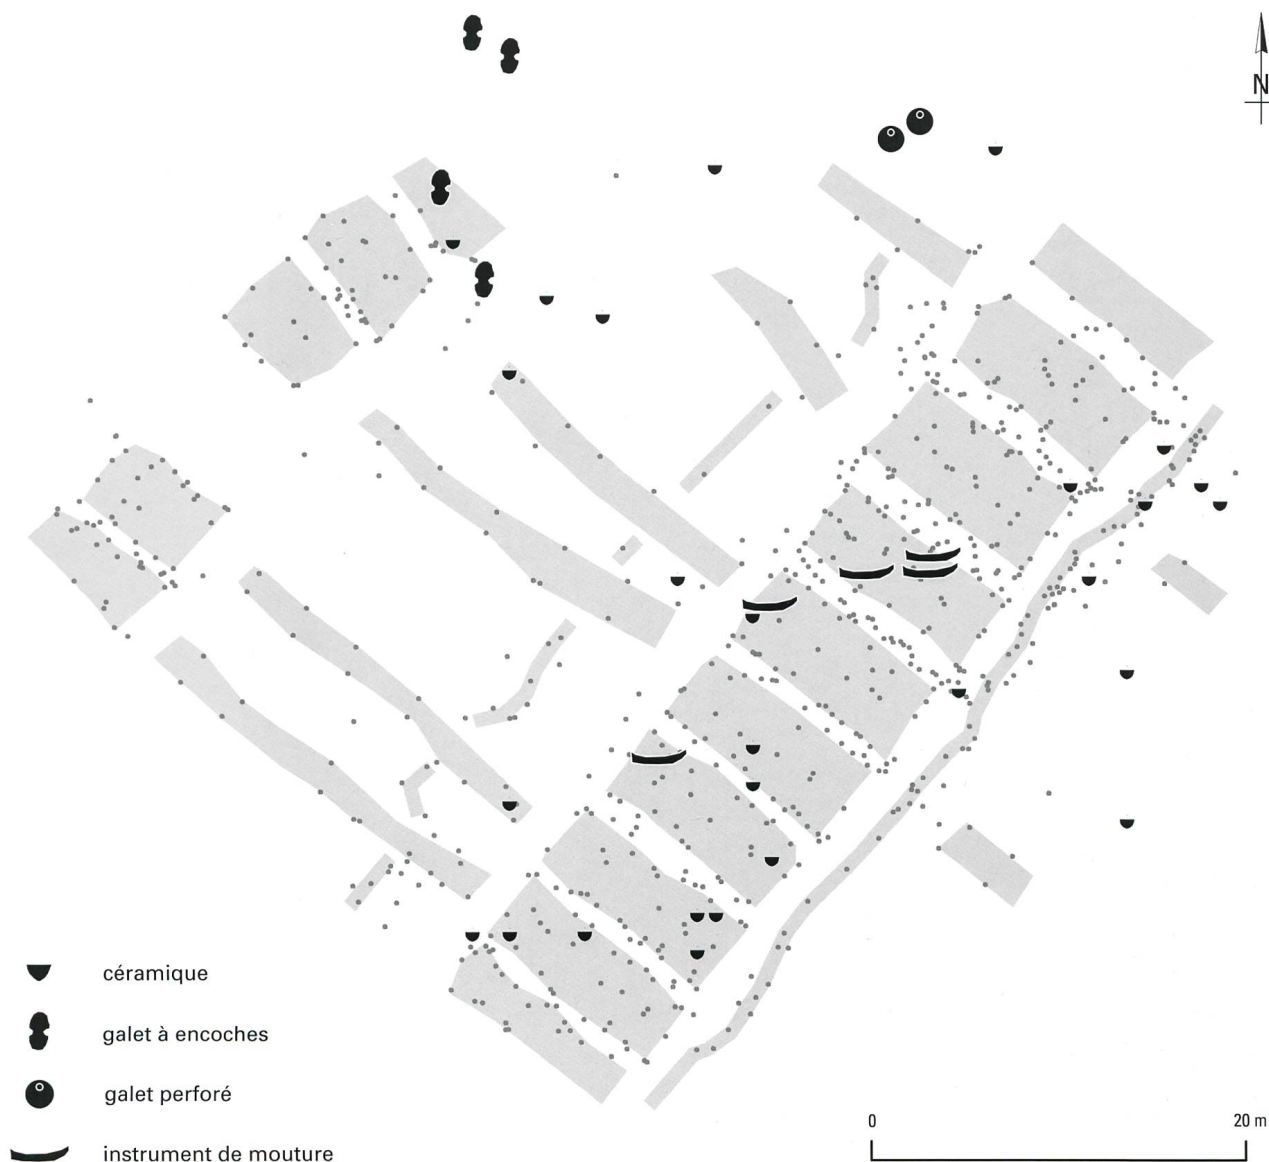 N
céramique
galet à encoches
galet perforé
instrument de mouture
0 20 m